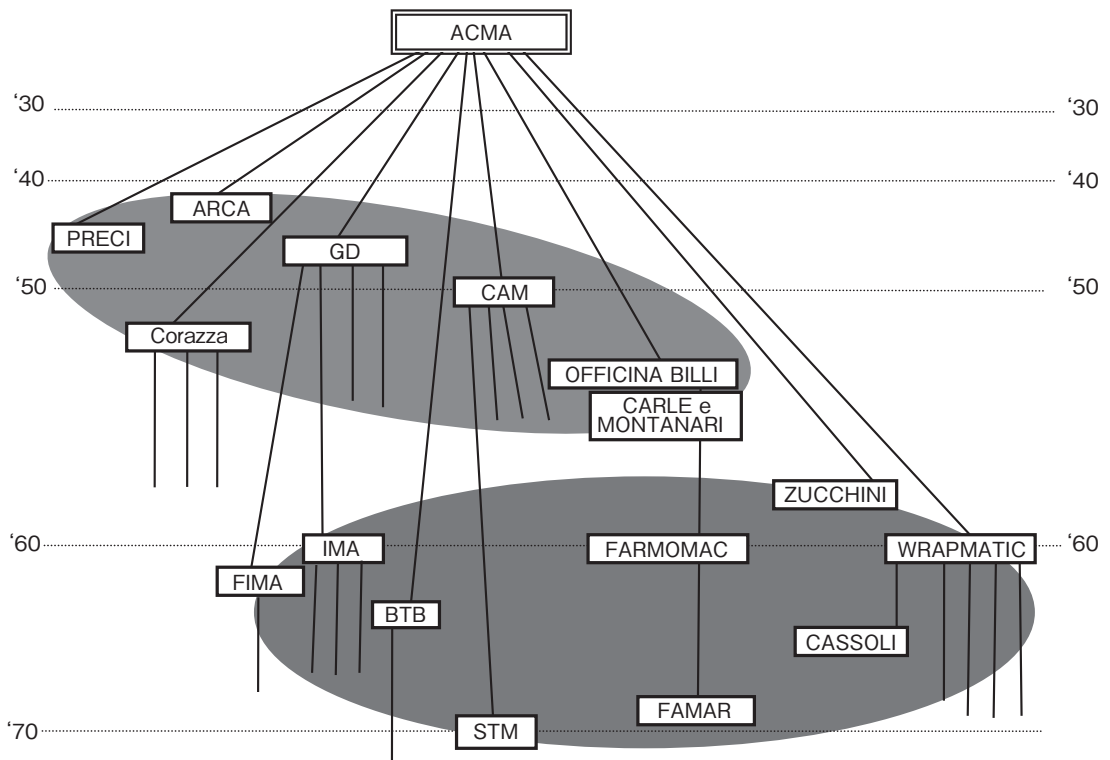 ACMA
‘30
‘30
‘40
‘40
ARCA
PRECI
GD
‘50
‘50
CAM
Corazza
OFFICINA BILLI
CARLE e
MONTANARI
ZUCCHINI
‘60
IMA
FARMOMAC
WRAPMATIC
‘60
FIMA
BTB
CASSOLI
FAMAR
‘70
STM